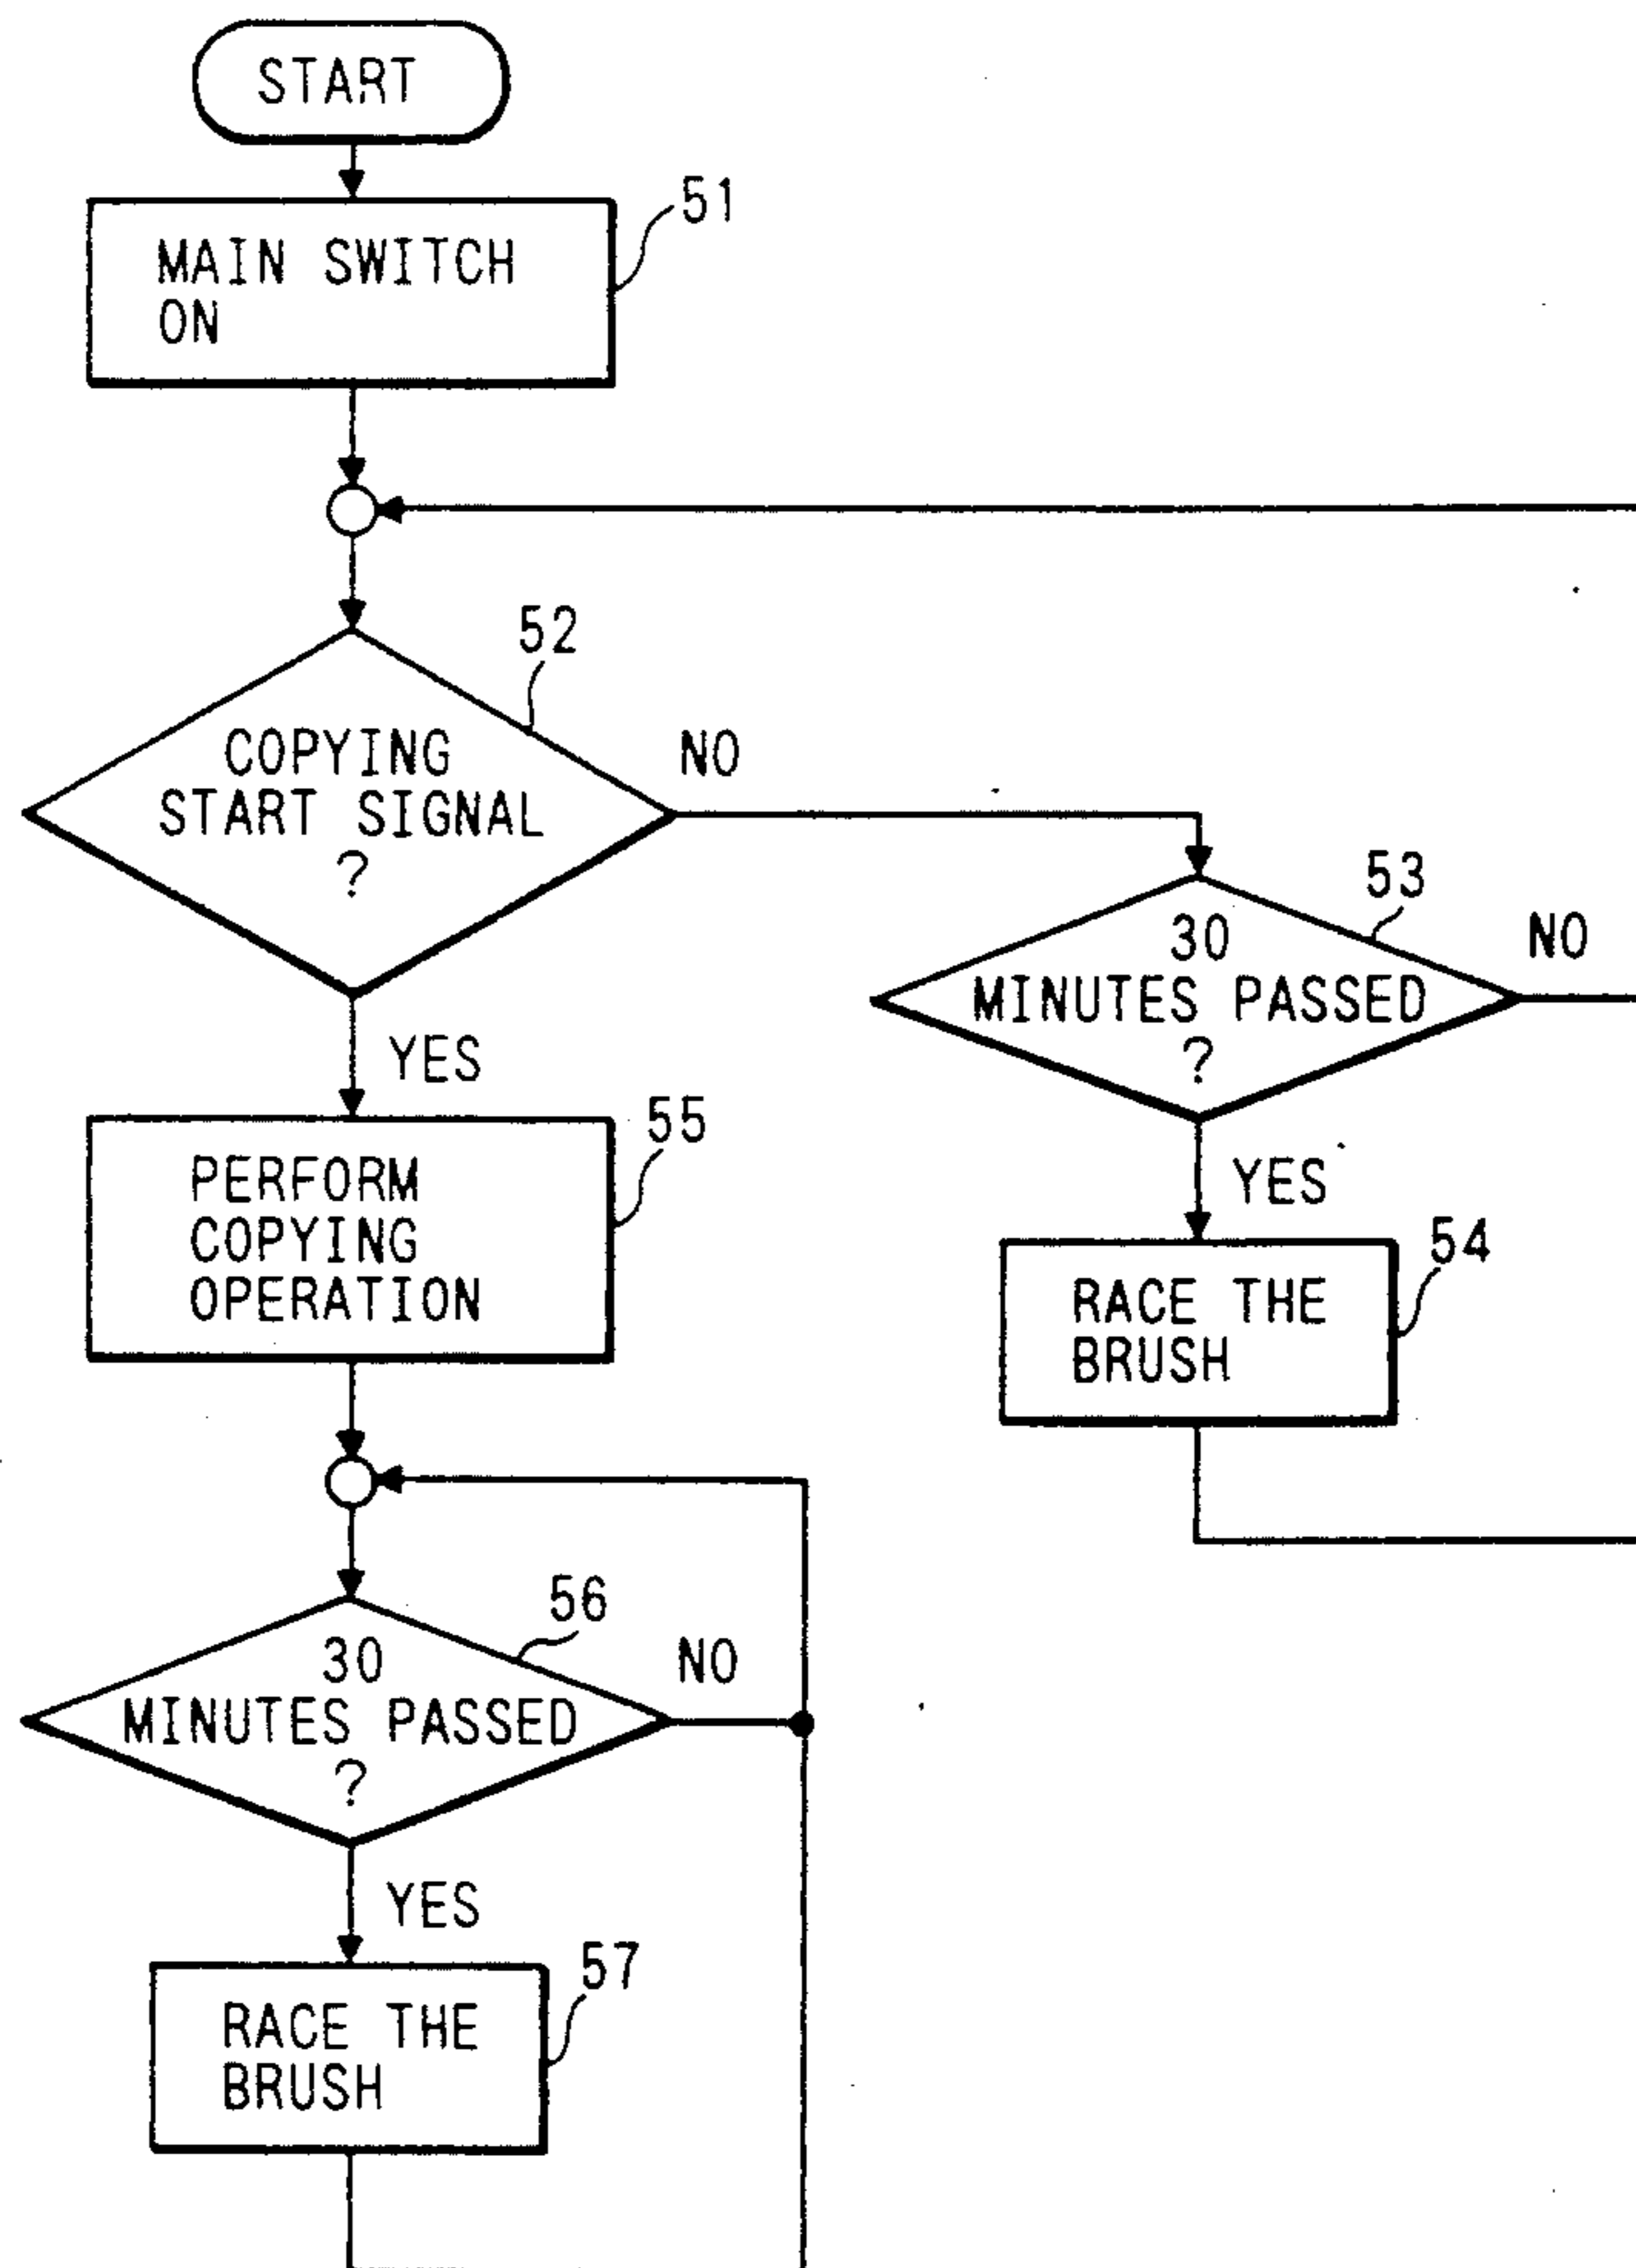 START
MAIN SWITCH
ON
51
52
COPYING
START SIGNAL
?
NO
YES
53
30
MINUTES PASSED
?
NO
YES
54
RACE THE
BRUSH
55
PERFORM
COPYING
OPERATION
56
30
MINUTES PASSED
?
NO
YES
57
RACE THE
BRUSH